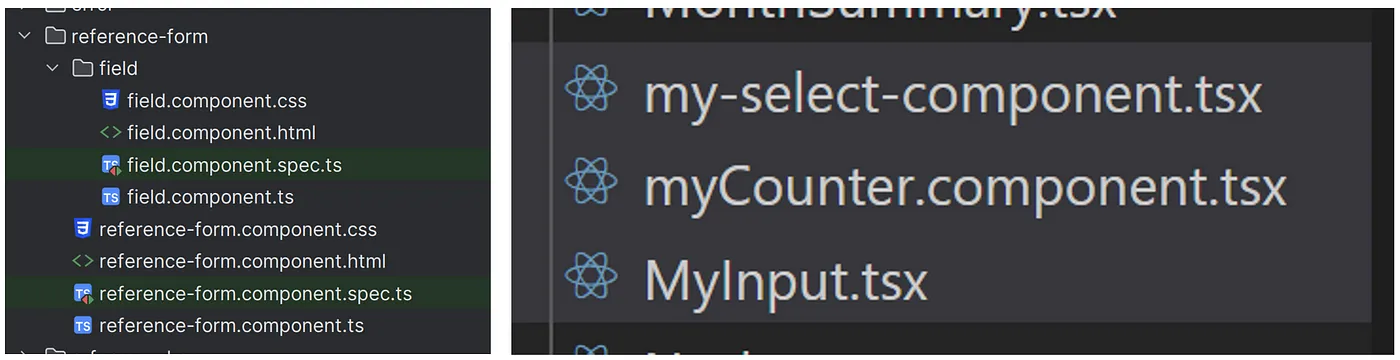 reference-form
field
field.component.css
field.component.html
field.component.spec.ts
field.component.ts
reference-form.component.css
reference-form.component.html
reference-form.component.spec.ts
reference-form.component.ts
MonthSummary.tsx
my-select-component.tsx
myCounter.component.tsx
MyInput.tsx